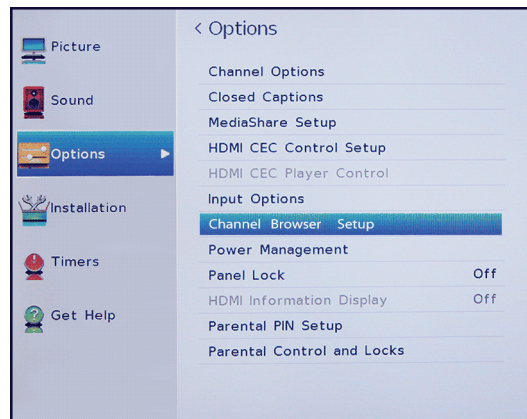 Picture
Sound
Options
Installation
Timers
Get Help
< Options
Channel Options
Closed Captions
MediaShare Setup
HDMI CEC Control Setup
HDMI CEC Player Control
Input Options
Channel Browser Setup
Power Management
Panel Lock Off
HDMI Information Display Off
Parental PIN Setup
Parental Control and Locks